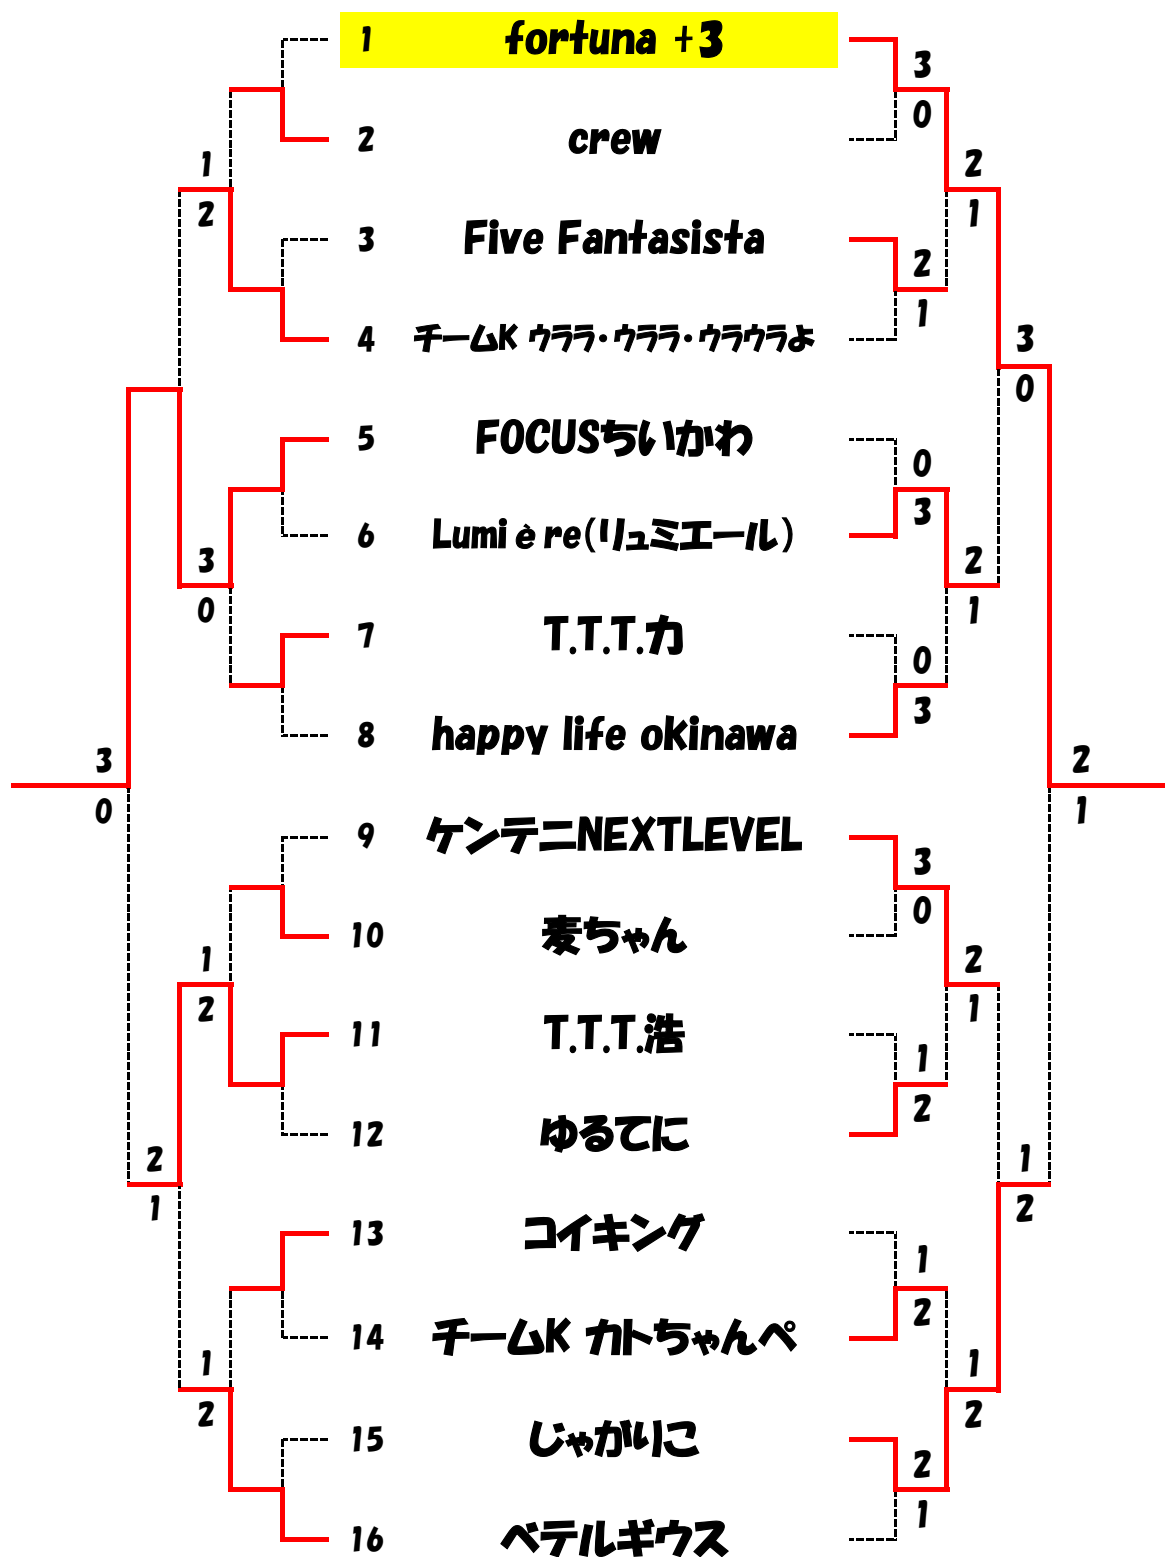 1 fortuna +3 3
0
2 crew
1 2
2 3 Five Fantasista 2 1
1
4 チームK ウララ・ウララ・ウラウラよ 3
0
5 FOCUSちいかわ 0
3
6 Lumière(リュミエール)
3 2
0 7 T.T.T.力 0 1
3
8 happy life okinawa
3 2
0 1
9 ケンテニNEXTLEVEL 3
0
10 麦ちゃん
1 2
2 11 T.T.T.浩 1 1
2
12 ゆるてに
2 1
1 2
13 コイキング 1
2
14 チームK カトちゃんペ
1 1
2 15 じゃがりこ 2 2
1
16 ベテルギウス